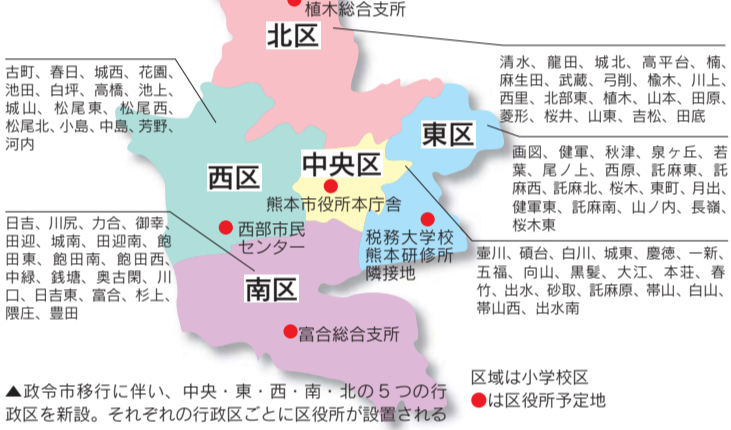 植木総合支所
北区
清水、龍田、城北、高平台、楠、
麻生田、武蔵、弓削、楡木、川上、
西里、北部東、植木、山本、田原、
菱形、桜井、山東、吉松、田底
古町、春日、城西、花園、
池田、白坪、高橋、池上、
城山、松尾東、松尾西、
松尾北、小島、中島、芳野、
河内
東区
画図、健軍、秋津、泉ヶ丘、若
葉、尾ノ上、西原、託麻東、託
麻西、託麻北、桜木、東町、月出、
健軍東、託麻南、山ノ内、長嶺、
桜木東
中央区
熊本市役所本庁舎
西区
西部市民
センター
税務大学校
熊本研修所
隣接地
日吉、川尻、力合、御幸、
田迎、城南、田迎南、飽
田東、飽田南、飽田西、
中緑、銭塘、奥古閑、川
口、日吉東、富合、杉上、
隈庄、豊田
壺川、碩台、白川、城東、慶徳、一新、
五福、向山、黒髪、大江、本荘、春
竹、出水、砂取、託麻原、帯山、白山、
帯山西、出水南
南区
富合総合支所
▲政令市移行に伴い、中央・東・西・南・北の5つの行
政区を新設。それぞれの行政区ごとに区役所が設置される
区域は小学校区
●は区役所予定地